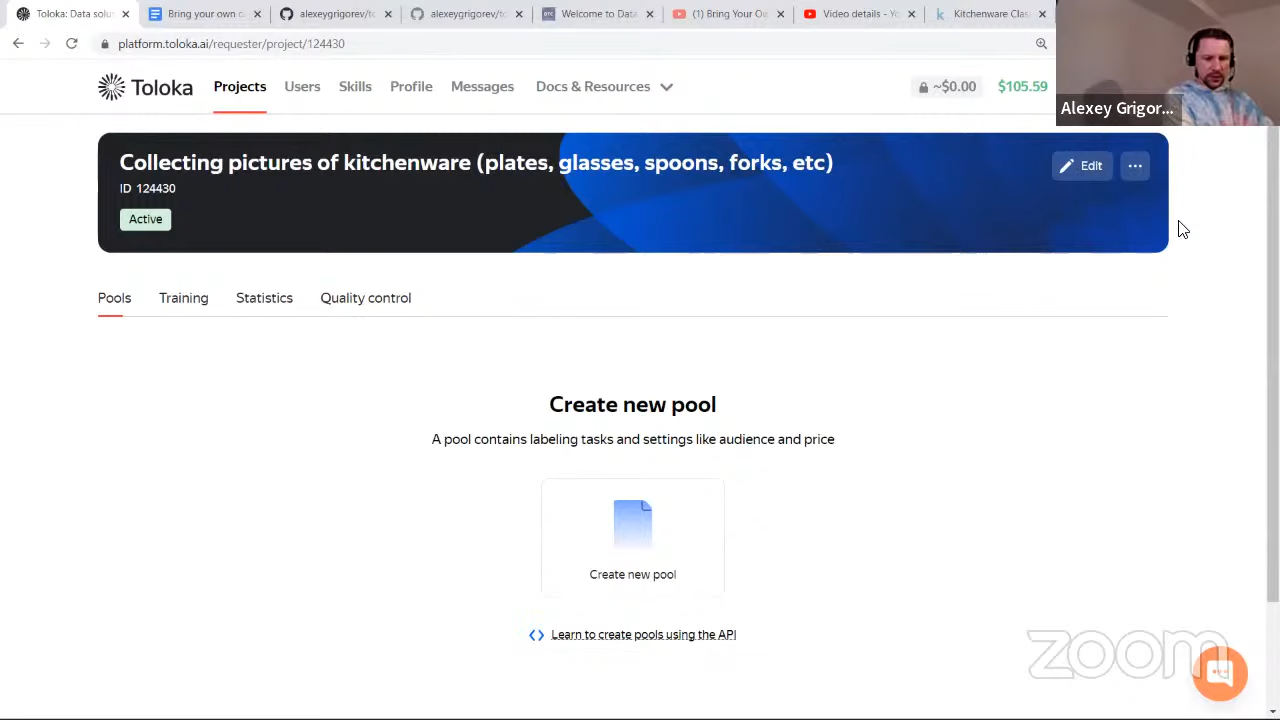 Toloka: Data solu
Bring your own c
alexeygrigorev/to
alexeygrigorev/to
DTC
Welcome to Data
(1) Bring Your Ow
Video details - Yo
Kitchenware Clas
platform.toloka.ai/requester/project/124430
Toloka
Projects
Users
Skills
Profile
Messages
Docs & Resources
~$0.00
$105.59
Alexey Grigor...
Collecting pictures of kitchenware (plates, glasses, spoons, forks, etc)
Edit
ID 124430
Active
Pools
Training
Statistics
Quality control
Create new pool
A pool contains labeling tasks and settings like audience and price
Create new pool
<> Learn to create pools using the API
zoom